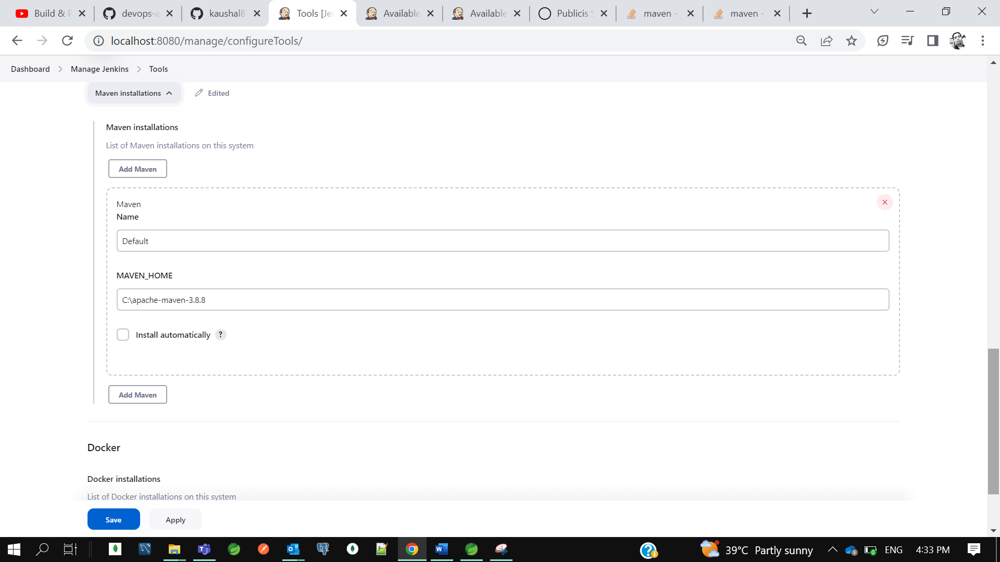 Build & P
devops-a
kaushal8
Tools [Je
Available
Available
Publicis S
maven -
maven -
localhost:8080/manage/configureTools/
Dashboard
Manage Jenkins
Tools
Maven installations
Edited
Maven installations
List of Maven installations on this system
Add Maven
Maven
Name
Default
MAVEN_HOME
C:\apache-maven-3.8.8
Install automatically ?
Add Maven
Docker
Docker installations
List of Docker installations on this system
Save
Apply
39°C Partly sunny
ENG
4:33 PM